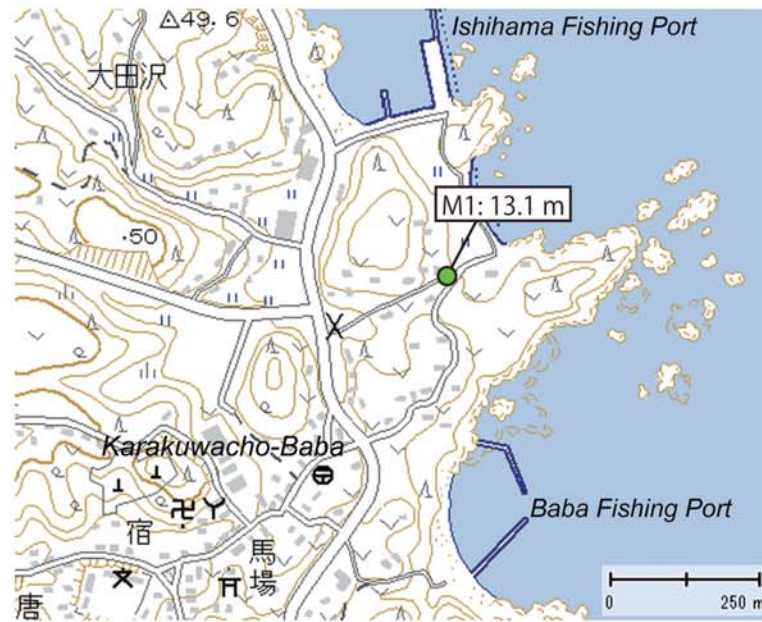 49.6
Ishihama Fishing Port
大田沢
M1: 13.1 m
50
Karakuwacho-Baba
Baba Fishing Port
宿
馬場
唐
0 250 m